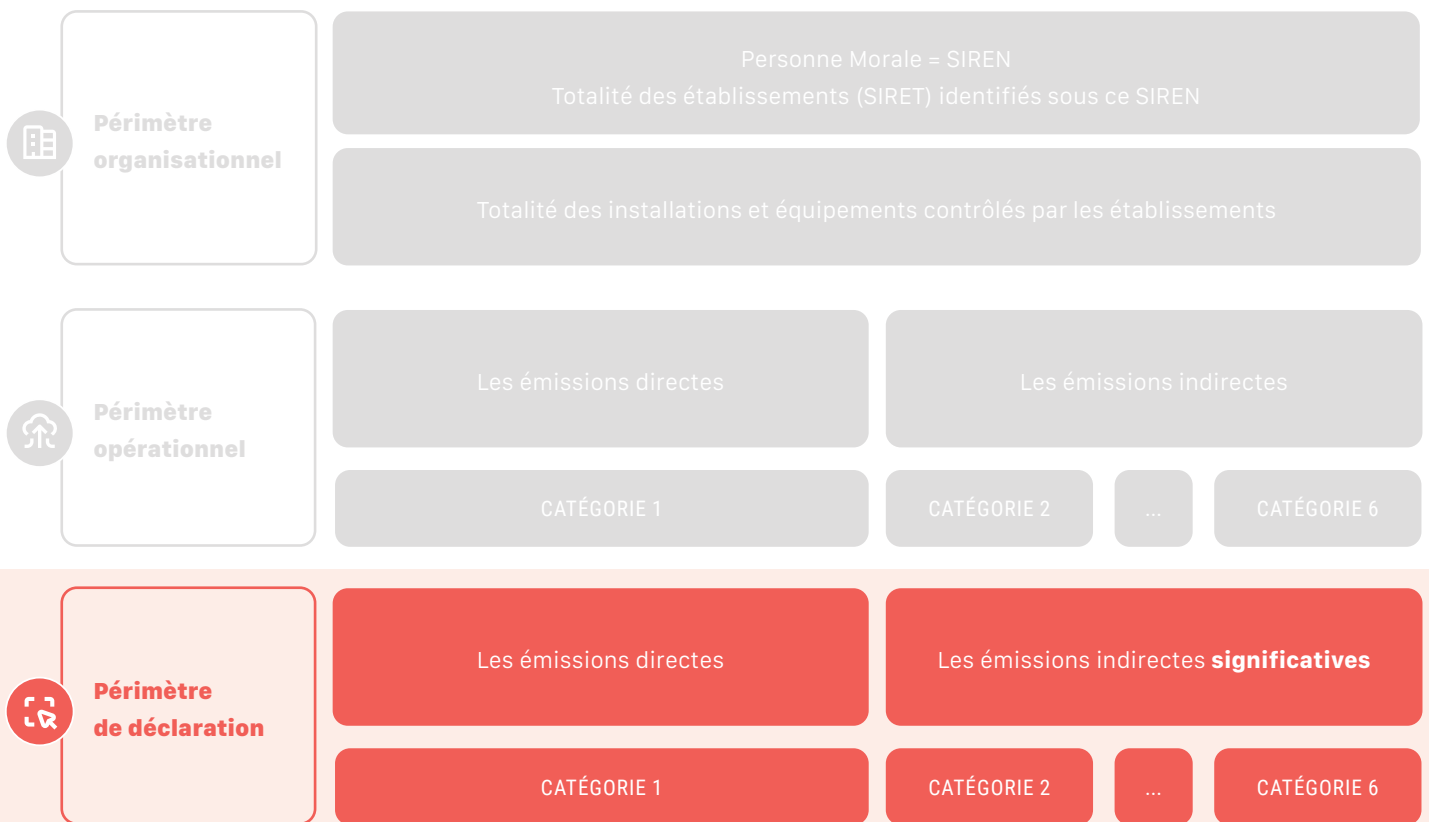 Périmètre
organisationnel
Personne Morale = SIREN
Totalité des établissements (SIRET) identifiés sous ce SIREN
Totalité des installations et équipements contrôlés par les établissements
Périmètre
opérationnel
Les émissions directes
Les émissions indirectes
CATÉGORIE 1
CATÉGORIE 2
...
CATÉGORIE 6
Périmètre
de déclaration
Les émissions directes
Les émissions indirectes significatives
CATÉGORIE 1
CATÉGORIE 2
...
CATÉGORIE 6